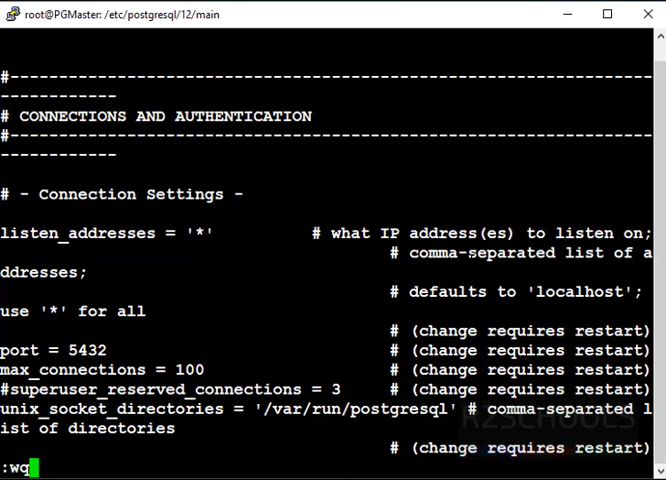 root@PGMaster: /etc/postgresql/12/main
#------------------------------------------------------------------
------------
# CONNECTIONS AND AUTHENTICATION
#------------------------------------------------------------------
------------
# - Connection Settings -
listen_addresses = '*' # what IP address(es) to listen on;
# comma-separated list of a
ddresses;
# defaults to 'localhost';
use '*' for all
# (change requires restart)
port = 5432 # (change requires restart)
max_connections = 100 # (change requires restart)
#superuser_reserved_connections = 3 # (change requires restart)
unix_socket_directories = '/var/run/postgresql' # comma-separated l
ist of directories
# (change requires restart)
:wq
R2SCHOOLS